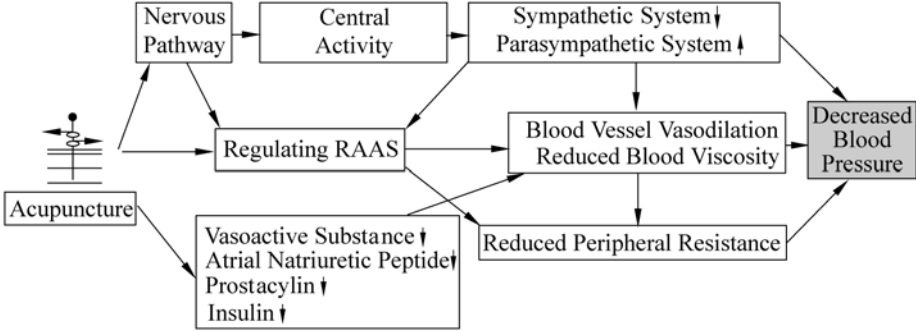 Nervous
Pathway
Central
Activity
Sympathetic System
Parasympathetic System
Regulating RAAS
Blood Vessel Vasodilation
Reduced Blood Viscosity
Decreased
Blood
Pressure
Acupuncture
Vasoactive Substance
Atrial Natriuretic Peptide
Prostacylin
Insulin
Reduced Peripheral Resistance